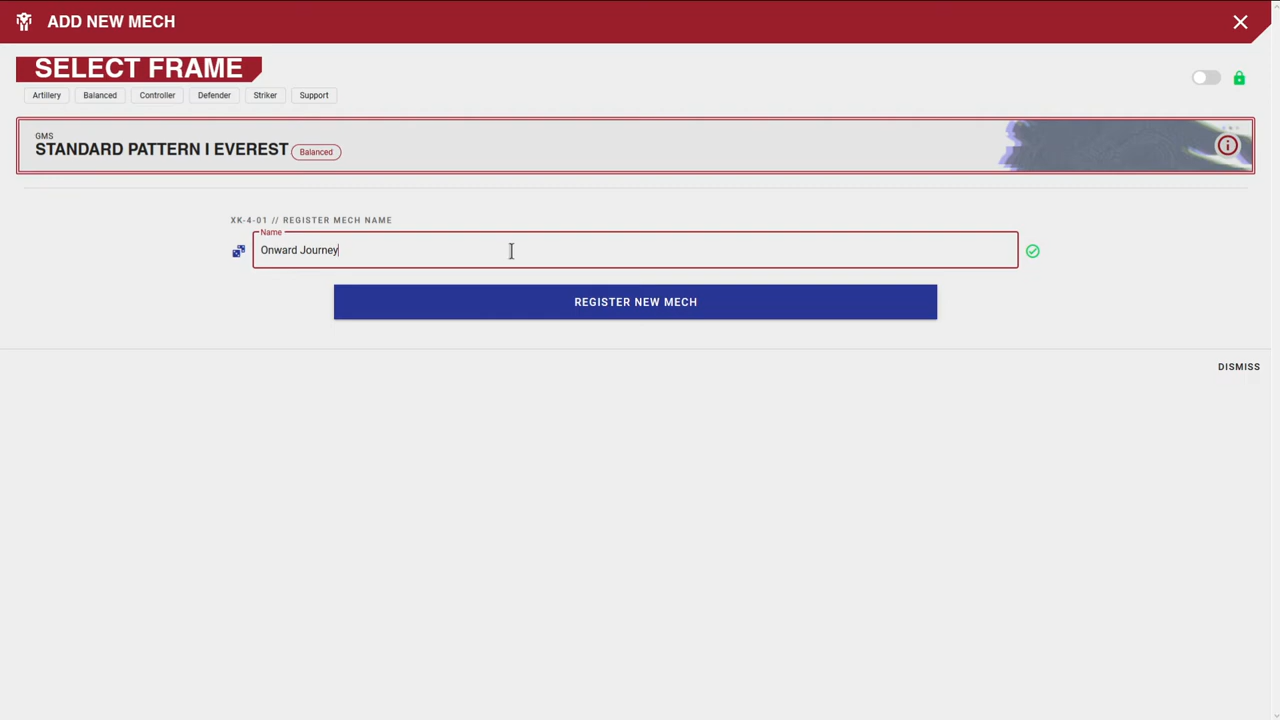 ADD NEW MECH
SELECT FRAME
Artillery Balanced Controller Defender Striker Support
GMS
STANDARD PATTERN I EVEREST Balanced
XK-4-01 // REGISTER MECH NAME
Name
Onward Journey
REGISTER NEW MECH
DISMISS